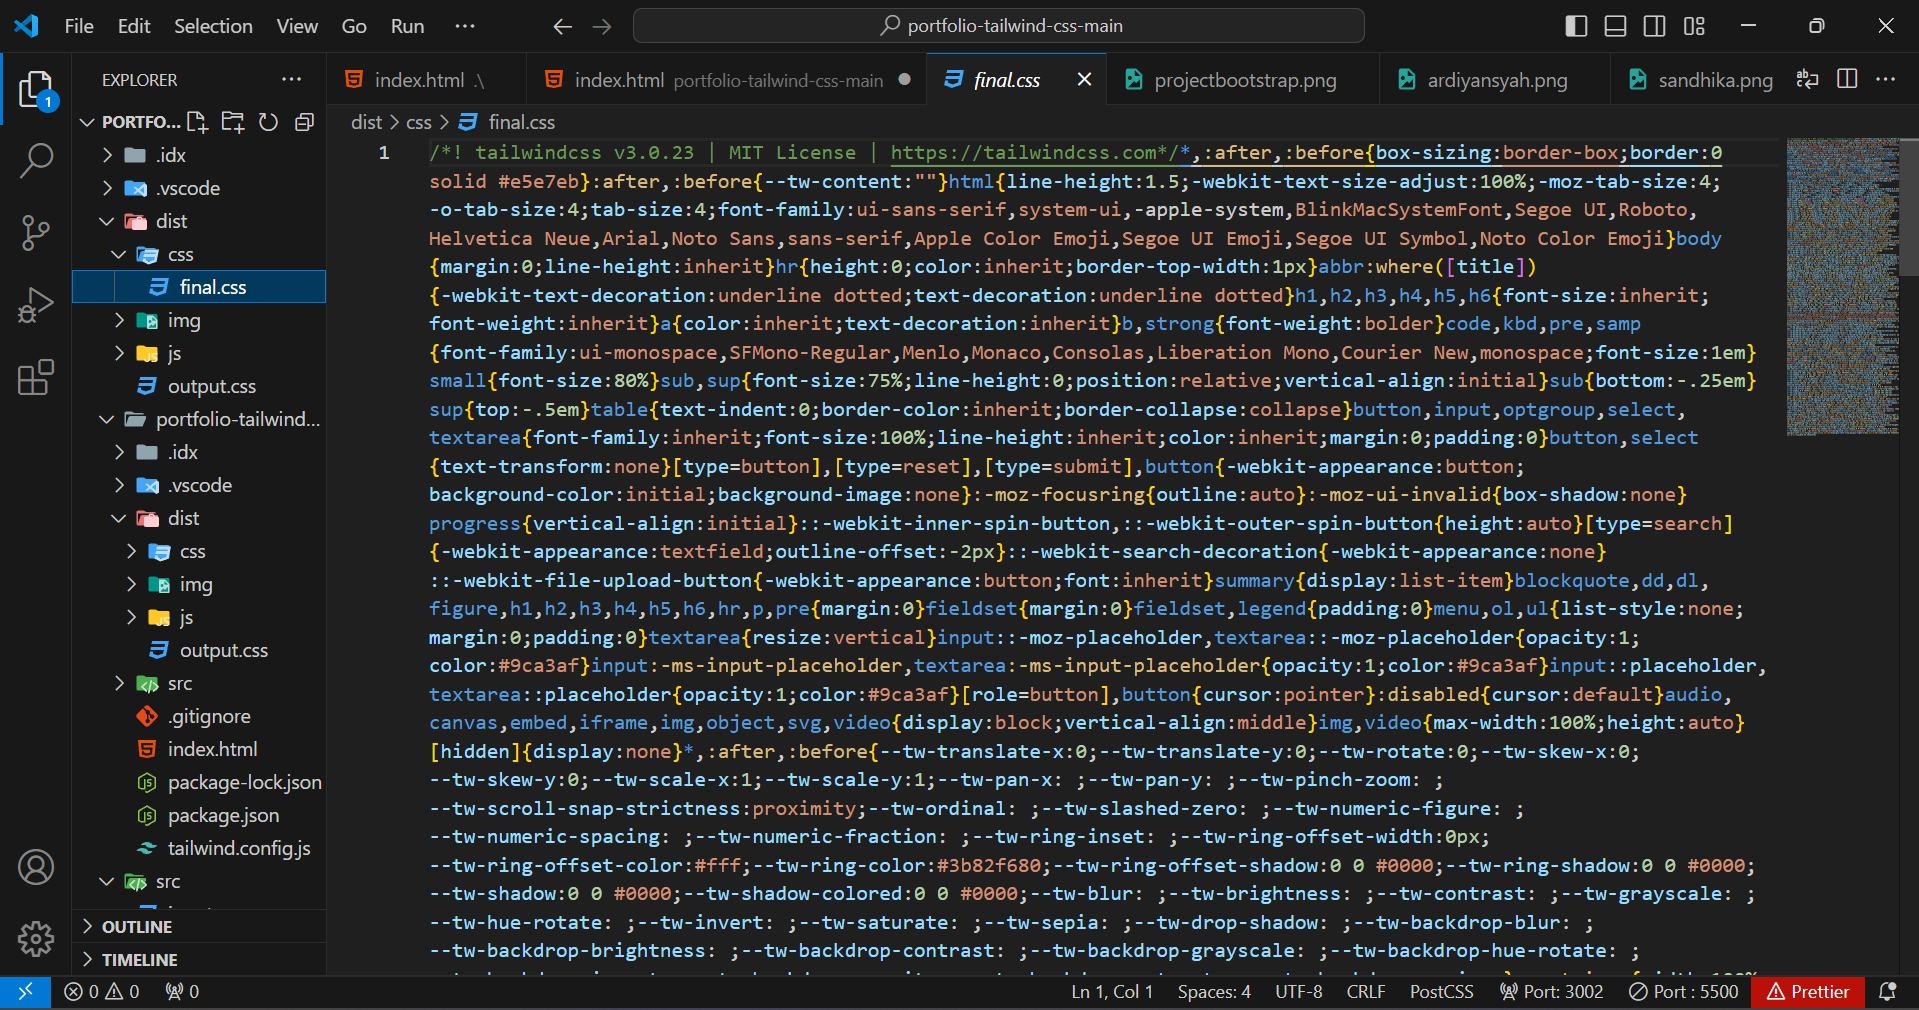 File Edit Selection View Go Run ···
portfolio-tailwind-css-main
EXPLORER
1
PORTFO...
.idx
.vscode
dist
css
final.css
img
js
output.css
portfolio-tailwind...
.idx
.vscode
dist
css
img
js
output.css
src
.gitignore
index.html
package-lock.json
package.json
tailwind.config.js
src
OUTLINE
TIMELINE
index.html .\
index.html portfolio-tailwind-css-main
final.css
projectbootstrap.png
ardiyansyah.png
sandhika.png
dist > css > final.css
1
/*! tailwindcss v3.0.23 | MIT License | https://tailwindcss.com*/*,:after,:before{box-sizing:border-box;border:0
solid #e5e7eb}:after,:before{--tw-content:""}html{line-height:1.5;-webkit-text-size-adjust:100%;-moz-tab-size:4;
-o-tab-size:4;tab-size:4;font-family:ui-sans-serif,system-ui,-apple-system,BlinkMacSystemFont,Segoe UI,Roboto,
Helvetica Neue,Arial,Noto Sans,sans-serif,Apple Color Emoji,Segoe UI Emoji,Segoe UI Symbol,Noto Color Emoji}body
{margin:0;line-height:inherit}hr{height:0;color:inherit;border-top-width:1px}abbr:where([title])
{-webkit-text-decoration:underline dotted;text-decoration:underline dotted}h1,h2,h3,h4,h5,h6{font-size:inherit;
font-weight:inherit}a{color:inherit;text-decoration:inherit}b,strong{font-weight:bolder}code,kbd,pre,samp
{font-family:ui-monospace,SFMono-Regular,Menlo,Monaco,Consolas,Liberation Mono,Courier New,monospace;font-size:1em}
small{font-size:80%}sub,sup{font-size:75%;line-height:0;position:relative;vertical-align:initial}sub{bottom:-.25em}
sup{top:-.5em}table{text-indent:0;border-color:inherit;border-collapse:collapse}button,input,optgroup,select,
textarea{font-family:inherit;font-size:100%;line-height:inherit;color:inherit;margin:0;padding:0}button,select
{text-transform:none}[type=button],[type=reset],[type=submit],button{-webkit-appearance:button;
background-color:initial;background-image:none}:-moz-focusring{outline:auto}:-moz-ui-invalid{box-shadow:none}
progress{vertical-align:initial}::-webkit-inner-spin-button,::-webkit-outer-spin-button{height:auto}[type=search]
{-webkit-appearance:textfield;outline-offset:-2px}::-webkit-search-decoration{-webkit-appearance:none}
::-webkit-file-upload-button{-webkit-appearance:button;font:inherit}summary{display:list-item}blockquote,dd,dl,
figure,h1,h2,h3,h4,h5,h6,hr,p,pre{margin:0}fieldset{margin:0}fieldset,legend{padding:0}menu,ol,ul{list-style:none;
margin:0;padding:0}textarea{resize:vertical}input::-moz-placeholder,textarea::-moz-placeholder{opacity:1;
color:#9ca3af}input:-ms-input-placeholder,textarea:-ms-input-placeholder{opacity:1;color:#9ca3af}input::placeholder,
textarea::placeholder{opacity:1;color:#9ca3af}[role=button],button{cursor:pointer}:disabled{cursor:default}audio,
canvas,embed,iframe,img,object,svg,video{display:block;vertical-align:middle}img,video{max-width:100%;height:auto}
[hidden]{display:none}*,:after,:before{--tw-translate-x:0;--tw-translate-y:0;--tw-rotate:0;--tw-skew-x:0;
--tw-skew-y:0;--tw-scale-x:1;--tw-scale-y:1;--tw-pan-x: ;--tw-pan-y: ;--tw-pinch-zoom: ;
--tw-scroll-snap-strictness:proximity;--tw-ordinal: ;--tw-slashed-zero: ;--tw-numeric-figure: ;
--tw-numeric-spacing: ;--tw-numeric-fraction: ;--tw-ring-inset: ;--tw-ring-offset-width:0px;
--tw-ring-offset-color:#fff;--tw-ring-color:#3b82f680;--tw-ring-offset-shadow:0 0 #0000;--tw-ring-shadow:0 0 #0000;
--tw-shadow:0 0 #0000;--tw-shadow-colored:0 0 #0000;--tw-blur: ;--tw-brightness: ;--tw-contrast: ;--tw-grayscale: ;
--tw-hue-rotate: ;--tw-invert: ;--tw-saturate: ;--tw-sepia: ;--tw-drop-shadow: ;--tw-backdrop-blur: ;
--tw-backdrop-brightness: ;--tw-backdrop-contrast: ;--tw-backdrop-grayscale: ;--tw-backdrop-hue-rotate: ;
0 0 0
Ln 1, Col 1 Spaces: 4 UTF-8 CRLF PostCSS Port: 3002 Port : 5500 Prettier